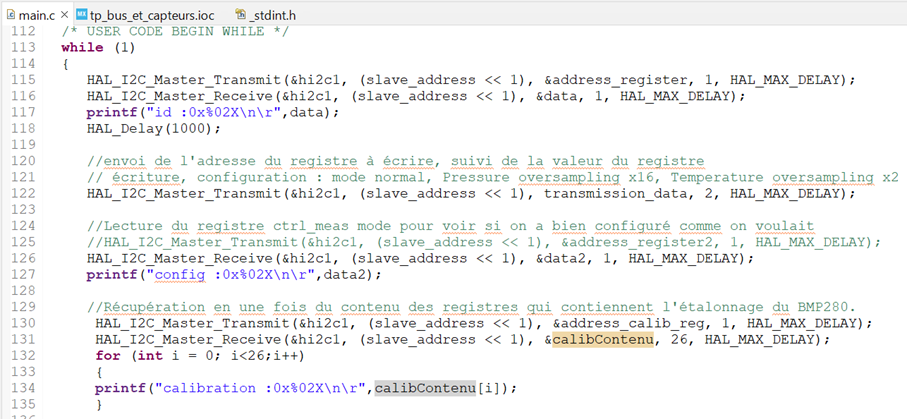 main.c tp_bus_et_capteurs.ioc _stdint.h
112 /* USER CODE BEGIN WHILE */
113 while (1)
114 {
115 HAL_I2C_Master_Transmit(&hi2c1, (slave_address << 1), &address_register, 1, HAL_MAX_DELAY);
116 HAL_I2C_Master_Receive(&hi2c1, (slave_address << 1), &data, 1, HAL_MAX_DELAY);
117 printf("id :0x%02X\n\r",data);
118 HAL_Delay(1000);
119
120 //envoi de l'adresse du registre à écrire, suivi de la valeur du registre
121 // écriture, configuration : mode normal, Pressure oversampling x16, Temperature oversampling x2
122 HAL_I2C_Master_Transmit(&hi2c1, (slave_address << 1), transmission_data, 2, HAL_MAX_DELAY);
123
124 //Lecture du registre ctrl_meas mode pour voir si on a bien configuré comme on voulait
125 //HAL_I2C_Master_Transmit(&hi2c1, (slave_address << 1), &address_register2, 1, HAL_MAX_DELAY);
126 HAL_I2C_Master_Receive(&hi2c1, (slave_address << 1), &data2, 1, HAL_MAX_DELAY);
127 printf("config :0x%02X\n\r",data2);
128
129 //Récupération en une fois du contenu des registres qui contiennent l'étalonnage du BMP280.
130 HAL_I2C_Master_Transmit(&hi2c1, (slave_address << 1), &address_calib_reg, 1, HAL_MAX_DELAY);
131 HAL_I2C_Master_Receive(&hi2c1, (slave_address << 1), &calibContenu, 26, HAL_MAX_DELAY);
132 for (int i = 0; i<26;i++)
133 {
134 printf("calibration :0x%02X\n\r",calibContenu[i]);
135 }